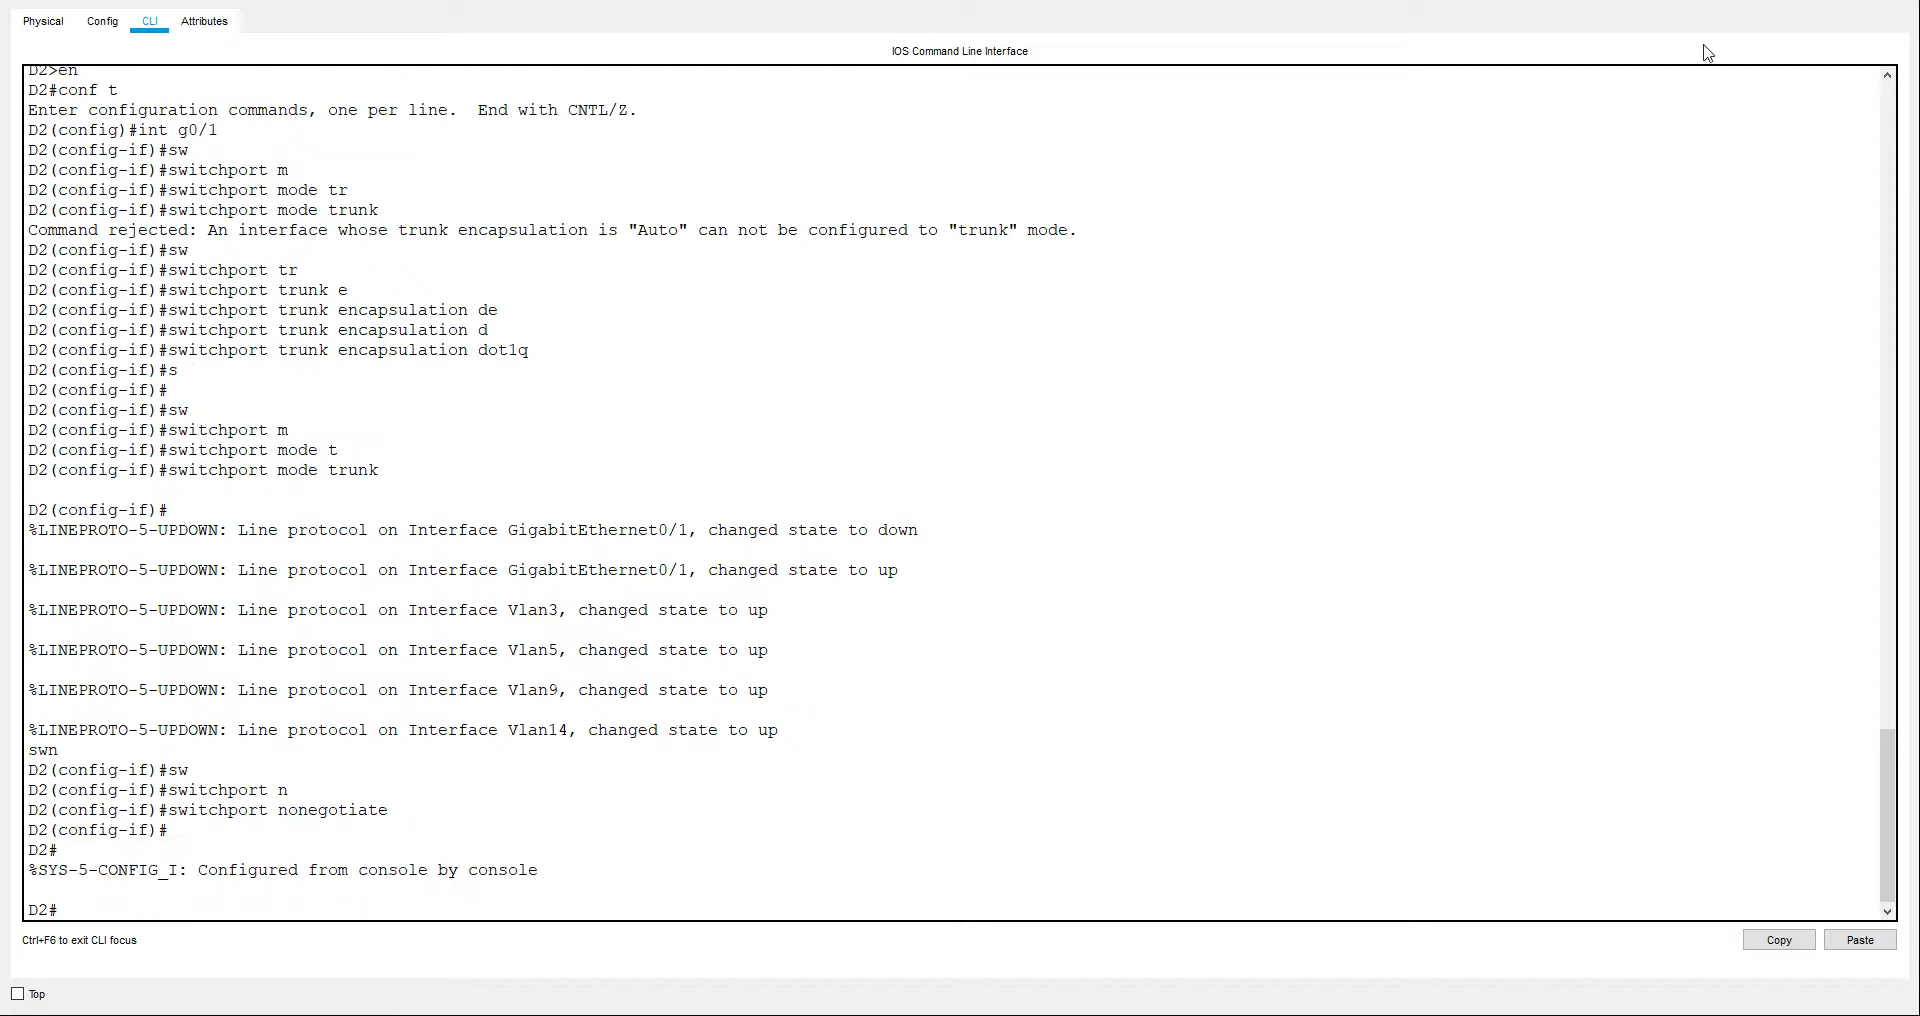 Physical Config CLI Attributes
IOS Command Line Interface
D2>en
D2#conf t
Enter configuration commands, one per line.  End with CNTL/Z.
D2(config)#int g0/1
D2(config-if)#sw
D2(config-if)#switchport m
D2(config-if)#switchport mode tr
D2(config-if)#switchport mode trunk
Command rejected: An interface whose trunk encapsulation is "Auto" can not be configured to "trunk" mode.
D2(config-if)#sw
D2(config-if)#switchport tr
D2(config-if)#switchport trunk e
D2(config-if)#switchport trunk encapsulation de
D2(config-if)#switchport trunk encapsulation d
D2(config-if)#switchport trunk encapsulation dot1q
D2(config-if)#s
D2(config-if)#
D2(config-if)#sw
D2(config-if)#switchport m
D2(config-if)#switchport mode t
D2(config-if)#switchport mode trunk
D2(config-if)#
%LINEPROTO-5-UPDOWN: Line protocol on Interface GigabitEthernet0/1, changed state to down
%LINEPROTO-5-UPDOWN: Line protocol on Interface GigabitEthernet0/1, changed state to up
%LINEPROTO-5-UPDOWN: Line protocol on Interface Vlan3, changed state to up
%LINEPROTO-5-UPDOWN: Line protocol on Interface Vlan5, changed state to up
%LINEPROTO-5-UPDOWN: Line protocol on Interface Vlan9, changed state to up
%LINEPROTO-5-UPDOWN: Line protocol on Interface Vlan14, changed state to up
swn
D2(config-if)#sw
D2(config-if)#switchport n
D2(config-if)#switchport nonegotiate
D2(config-if)#
D2#
%SYS-5-CONFIG_I: Configured from console by console
D2#
Ctrl+F6 to exit CLI focus
Copy Paste
Top